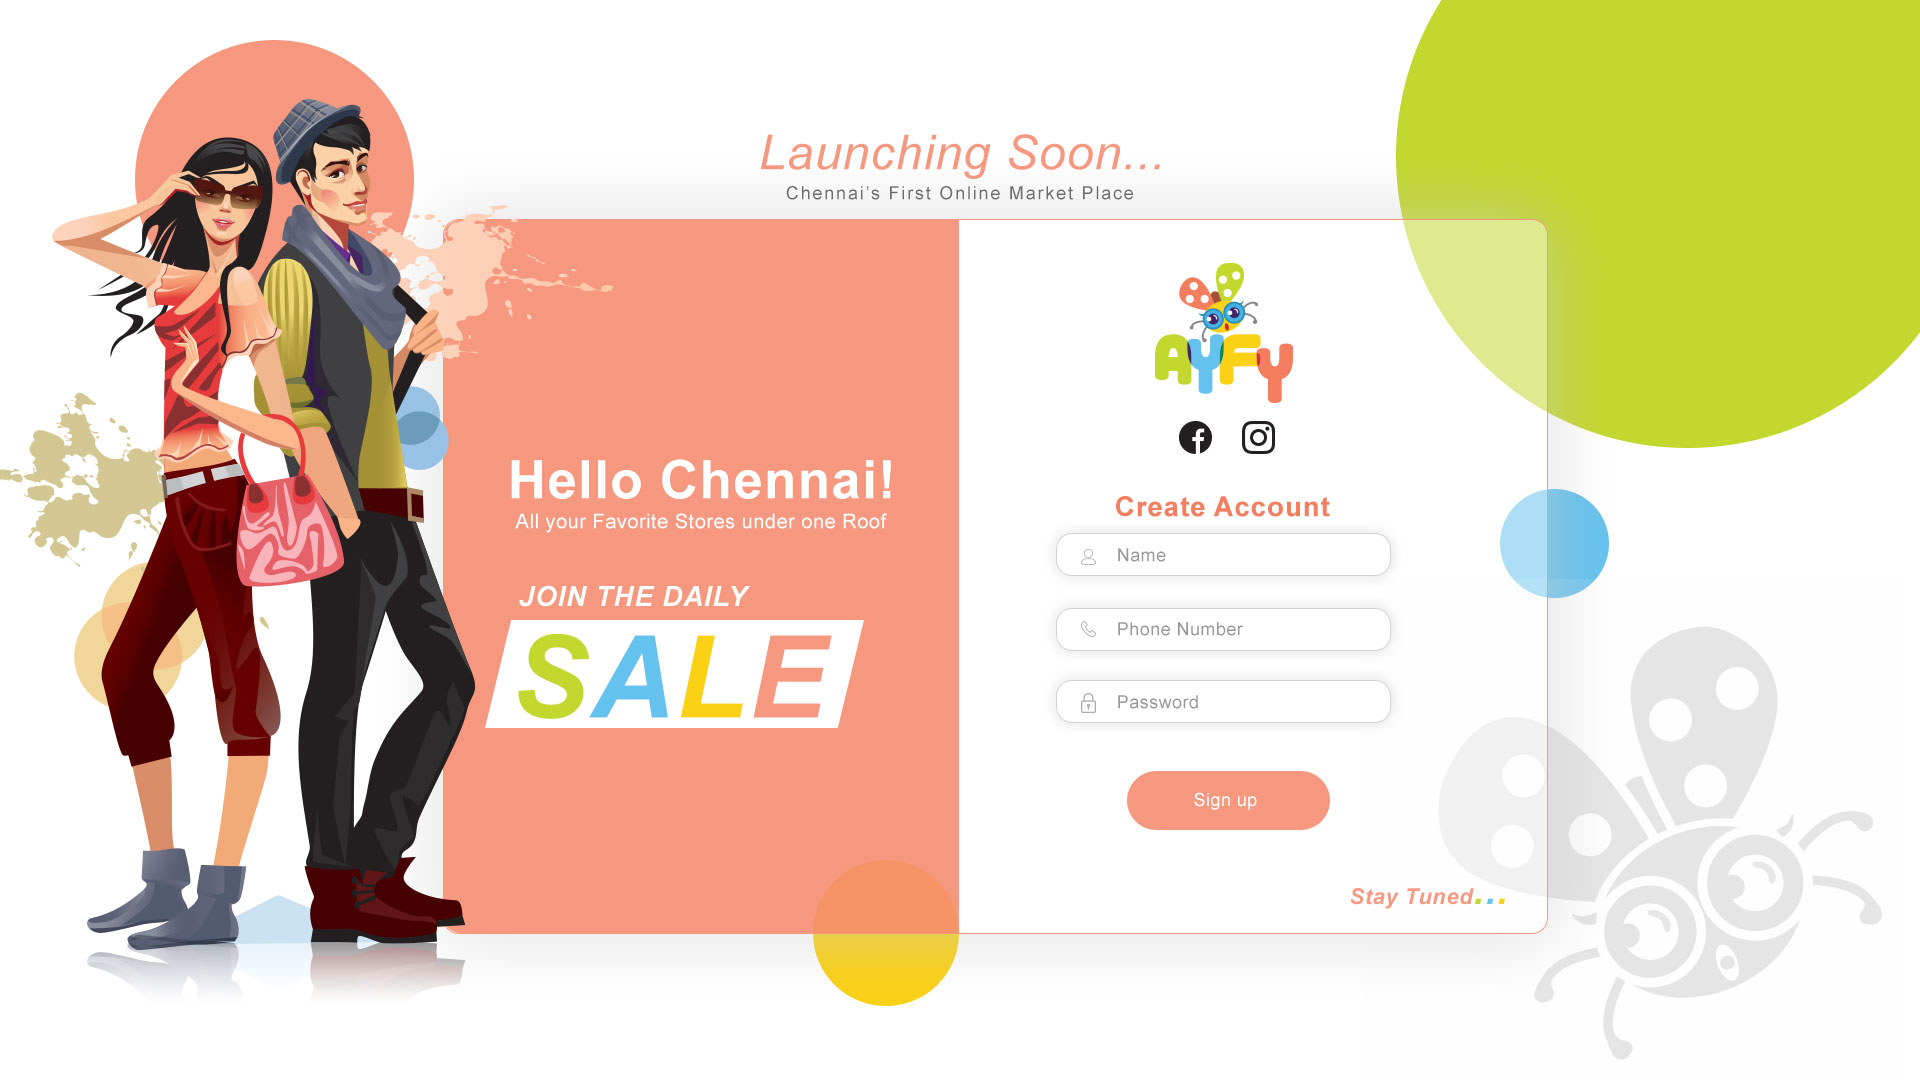 Launching Soon...
Chennai’s First Online Market Place
Hello Chennai!
All your Favorite Stores under one Roof
JOIN THE DAILY
SALE
AYFY
Create Account
Name
Phone Number
Password
Sign up
Stay Tuned...